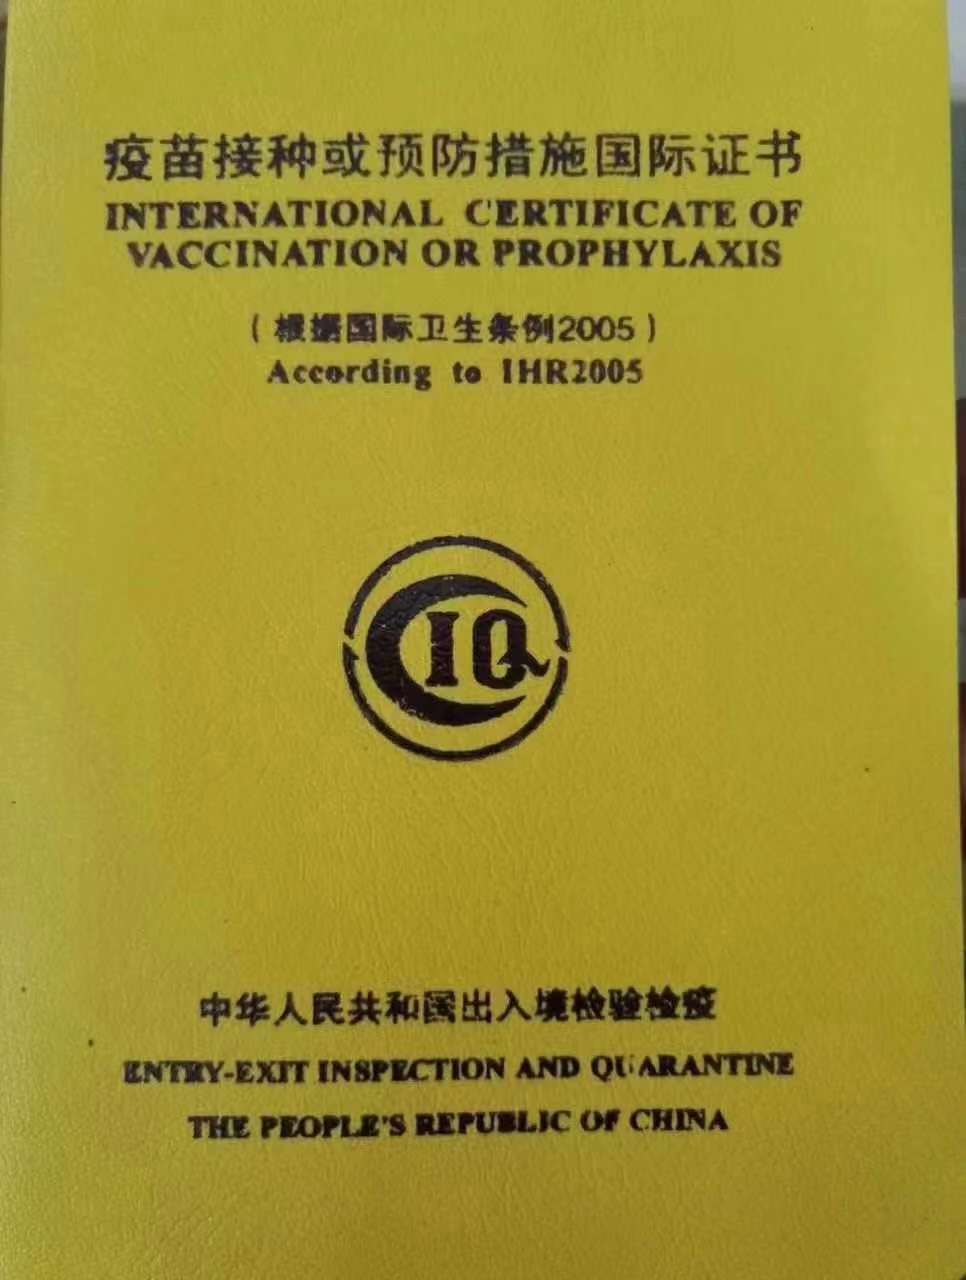 疫苗接种或预防措施国际证书
INTERNATIONAL CERTIFICATE OF
VACCINATION OR PROPHYLAXIS
（根据国际卫生条例2005）
According to IHR2005
CIQ
中华人民共和国出入境检验检疫
ENTRY-EXIT INSPECTION AND QUARANTINE
THE PEOPLE'S REPUBLIC OF CHINA